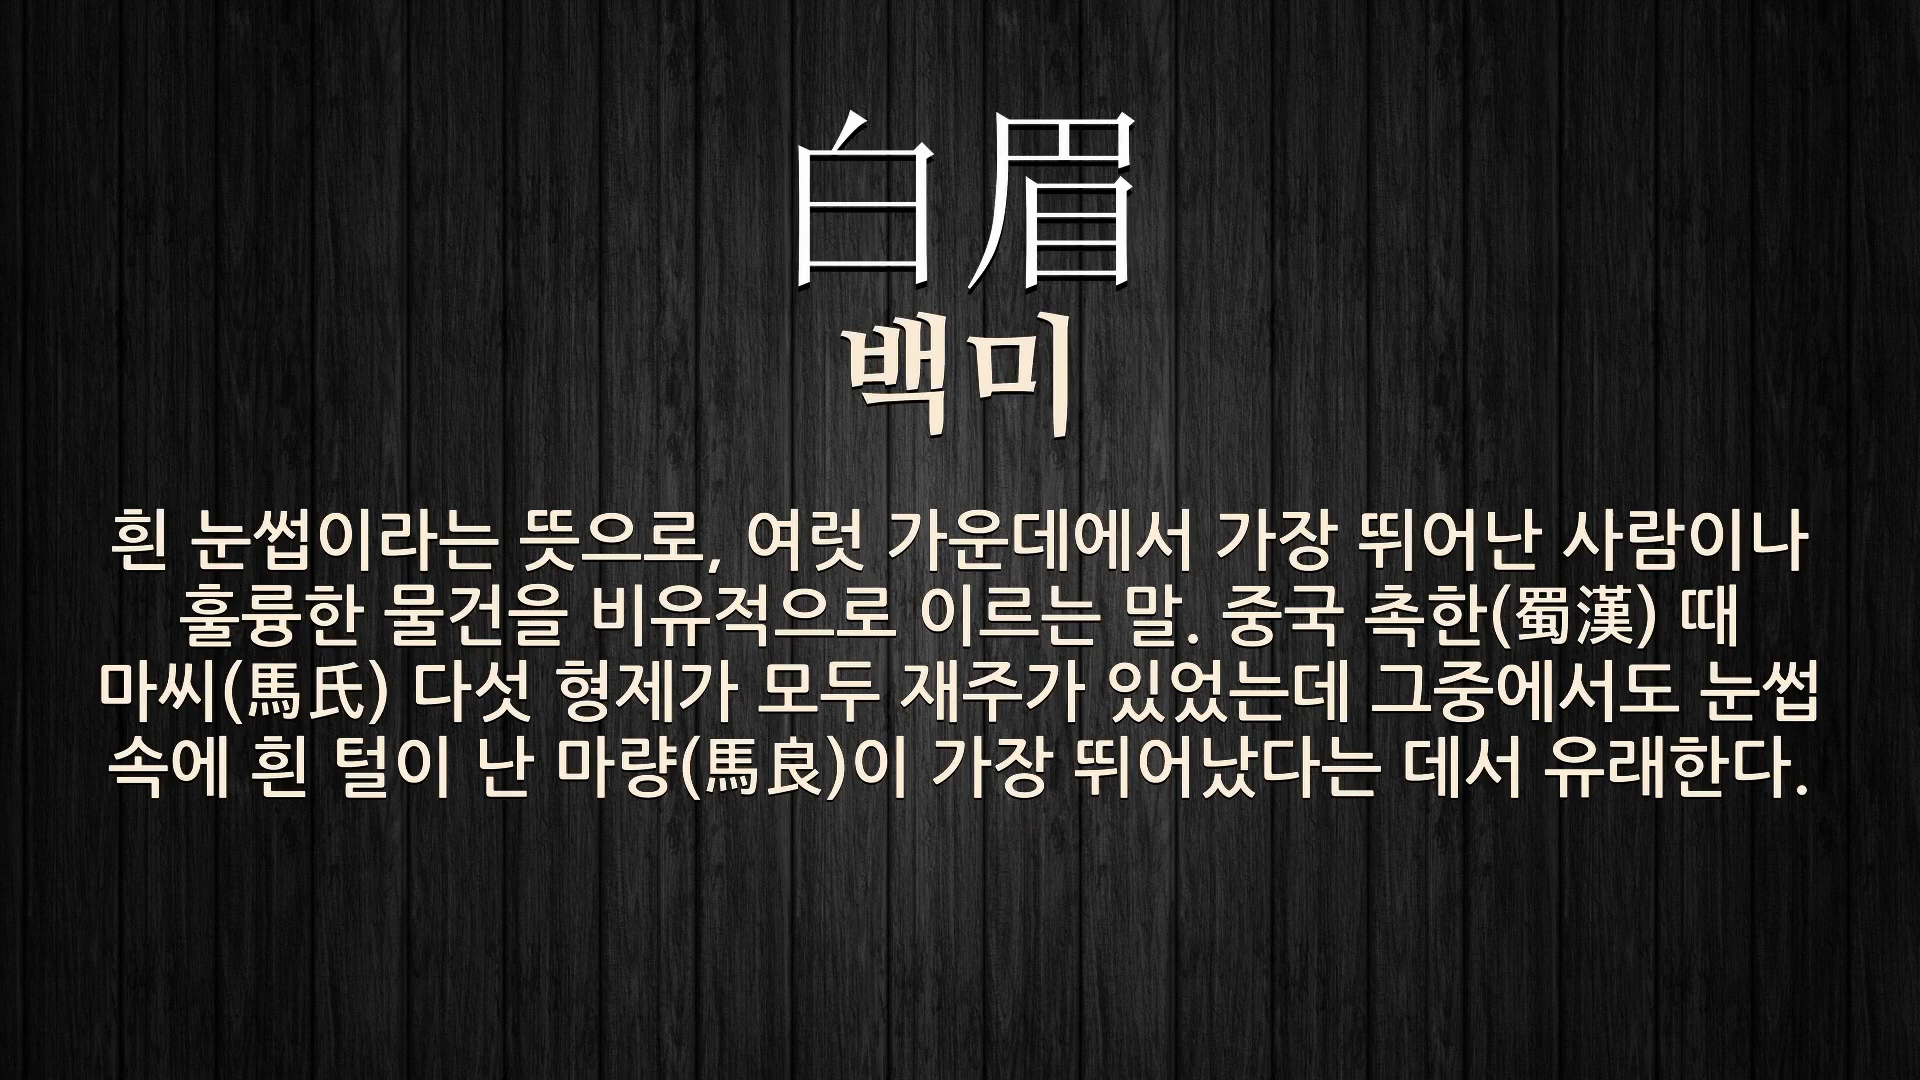 白眉
백미
흰 눈썹이라는 뜻으로, 여럿 가운데에서 가장 뛰어난 사람이나
훌륭한 물건을 비유적으로 이르는 말. 중국 촉한(蜀漢) 때
마씨(馬氏) 다섯 형제가 모두 재주가 있었는데 그중에서도 눈썹
속에 흰 털이 난 마량(馬良)이 가장 뛰어났다는 데서 유래한다.